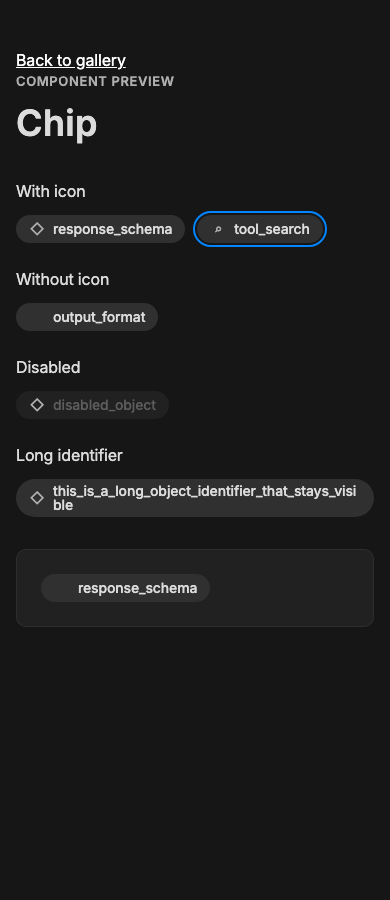 Back to gallery
COMPONENT PREVIEW
Chip
With icon
response_schema
tool_search
Without icon
output_format
Disabled
disabled_object
Long identifier
this_is_a_long_object_identifier_that_stays_visi
ble
response_schema